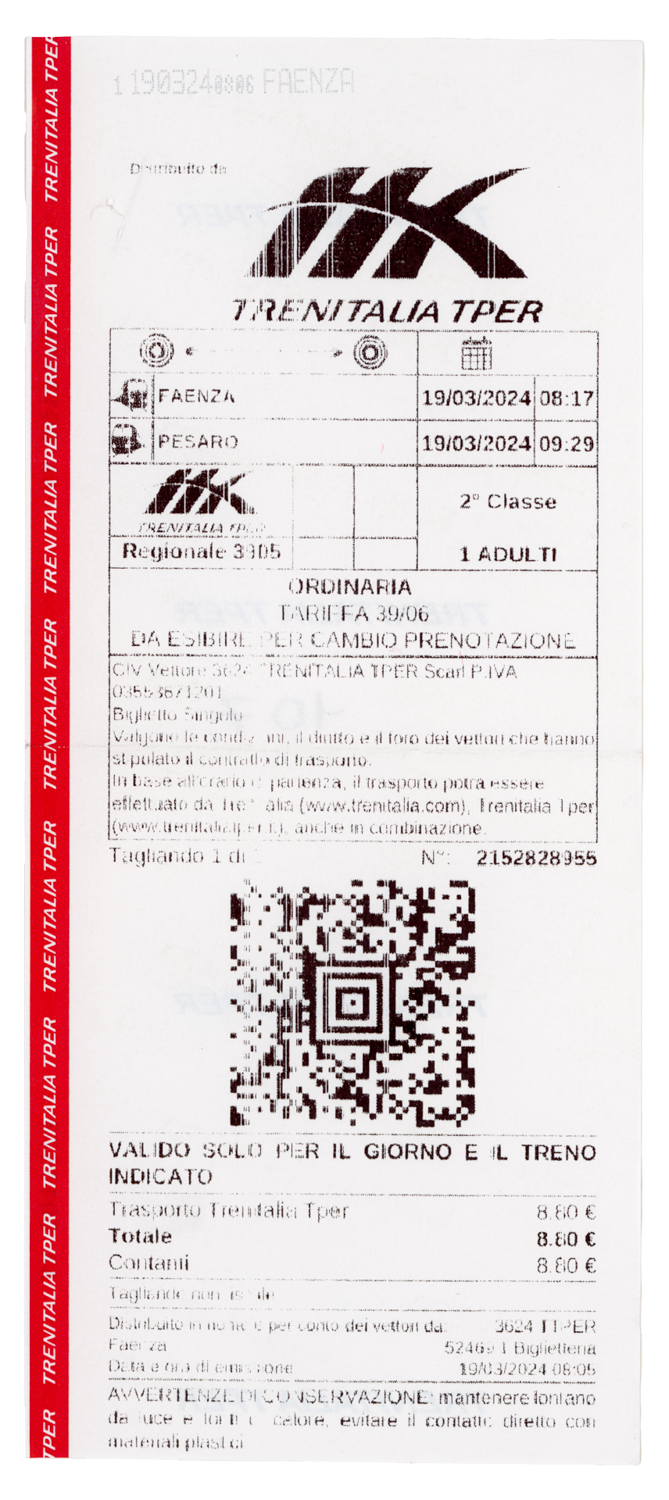 TRENITALIA TPER TRENITALIA TPER TRENITALIA TPER TRENITALIA TPER TRENITALIA TPER TRENITALIA TPER TRENITALIA TPER TPER
1 190324 0806 FAENZA
Distribuito da
TRENITALIA TPER
FAENZA 19/03/2024 08:17
PESARO 19/03/2024 09:29
TRENITALIA TPER
2° Classe
Regionale 3905
1 ADULTI
ORDINARIA
TARIFFA 39/06
DA ESIBIRE PER CAMBIO PRENOTAZIONE
CIV Vettore 3624 TRENITALIA TPER Scarl P.IVA
03553671201
Biglietto Singolo
Valgono le condizioni, il diritto e il foro dei vettori che hanno
stipulato il contratto di trasporto.
In base all'orario di partenza, il trasporto potrà essere
effettuato da Trenitalia (www.trenitalia.com), Trenitalia Tper
(www.trenitaliatper.it), anche in combinazione.
Tagliando 1 di N°: 2152828955
VALIDO SOLO PER IL GIORNO E IL TRENO
INDICATO
Trasporto Trenitalia Tper 8.80 €
Totale 8.80 €
Contanti 8.80 €
Tagliando non
Distribuito in nome e per conto dei vettori da: 3624 TTPER
Faenza 1 Biglietteria
Data e ora di emissione 19/03/2024 08:05
AVVERTENZE DI CONSERVAZIONE: mantenere lontano
da luce e fonti di calore, evitare il contatto diretto con
materiali plastici